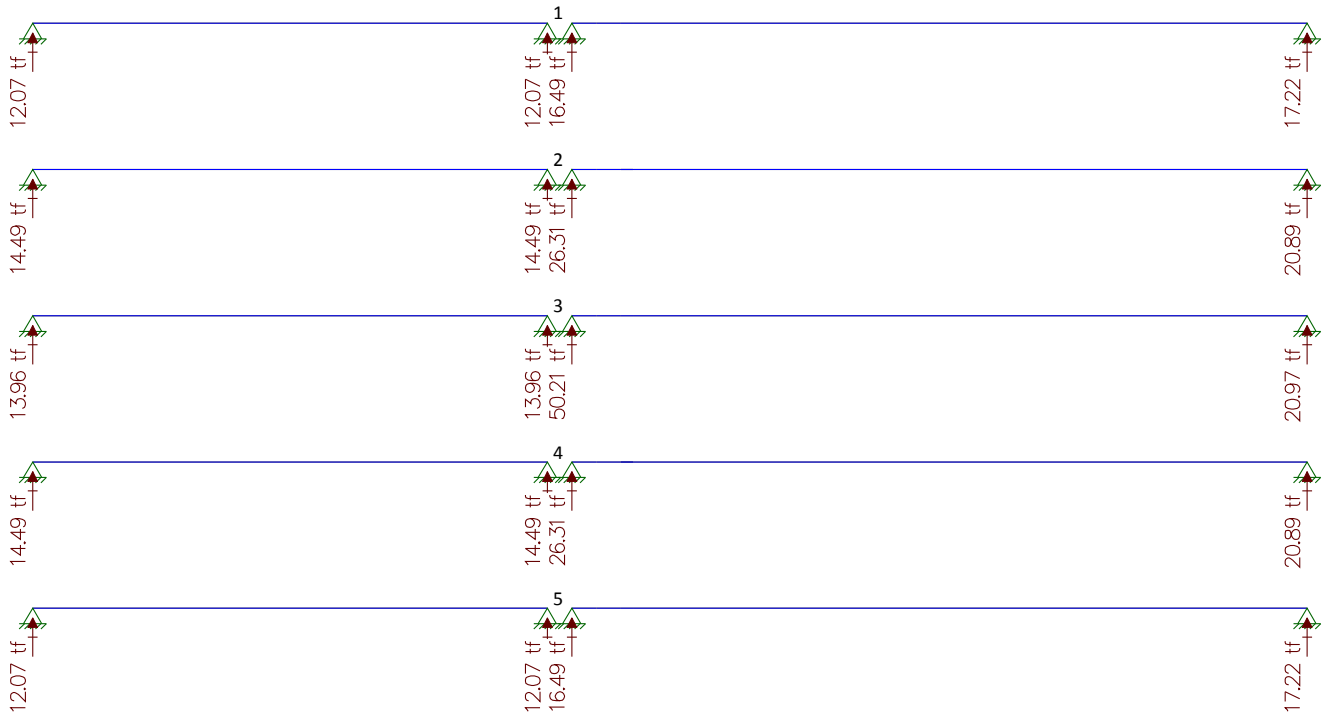 1
12.07 tf
12.07 tf
16.49 tf
17.22 tf
2
14.49 tf
14.49 tf
26.31 tf
20.89 tf
3
13.96 tf
13.96 tf
50.21 tf
20.97 tf
4
14.49 tf
14.49 tf
26.31 tf
20.89 tf
5
12.07 tf
12.07 tf
16.49 tf
17.22 tf